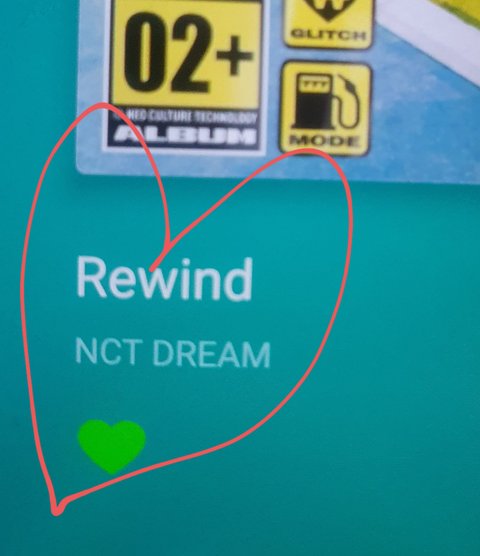 02+
GLITCH
NEO CULTURE TECHNOLOGY
ALBUM
MODE
Rewind
NCT DREAM